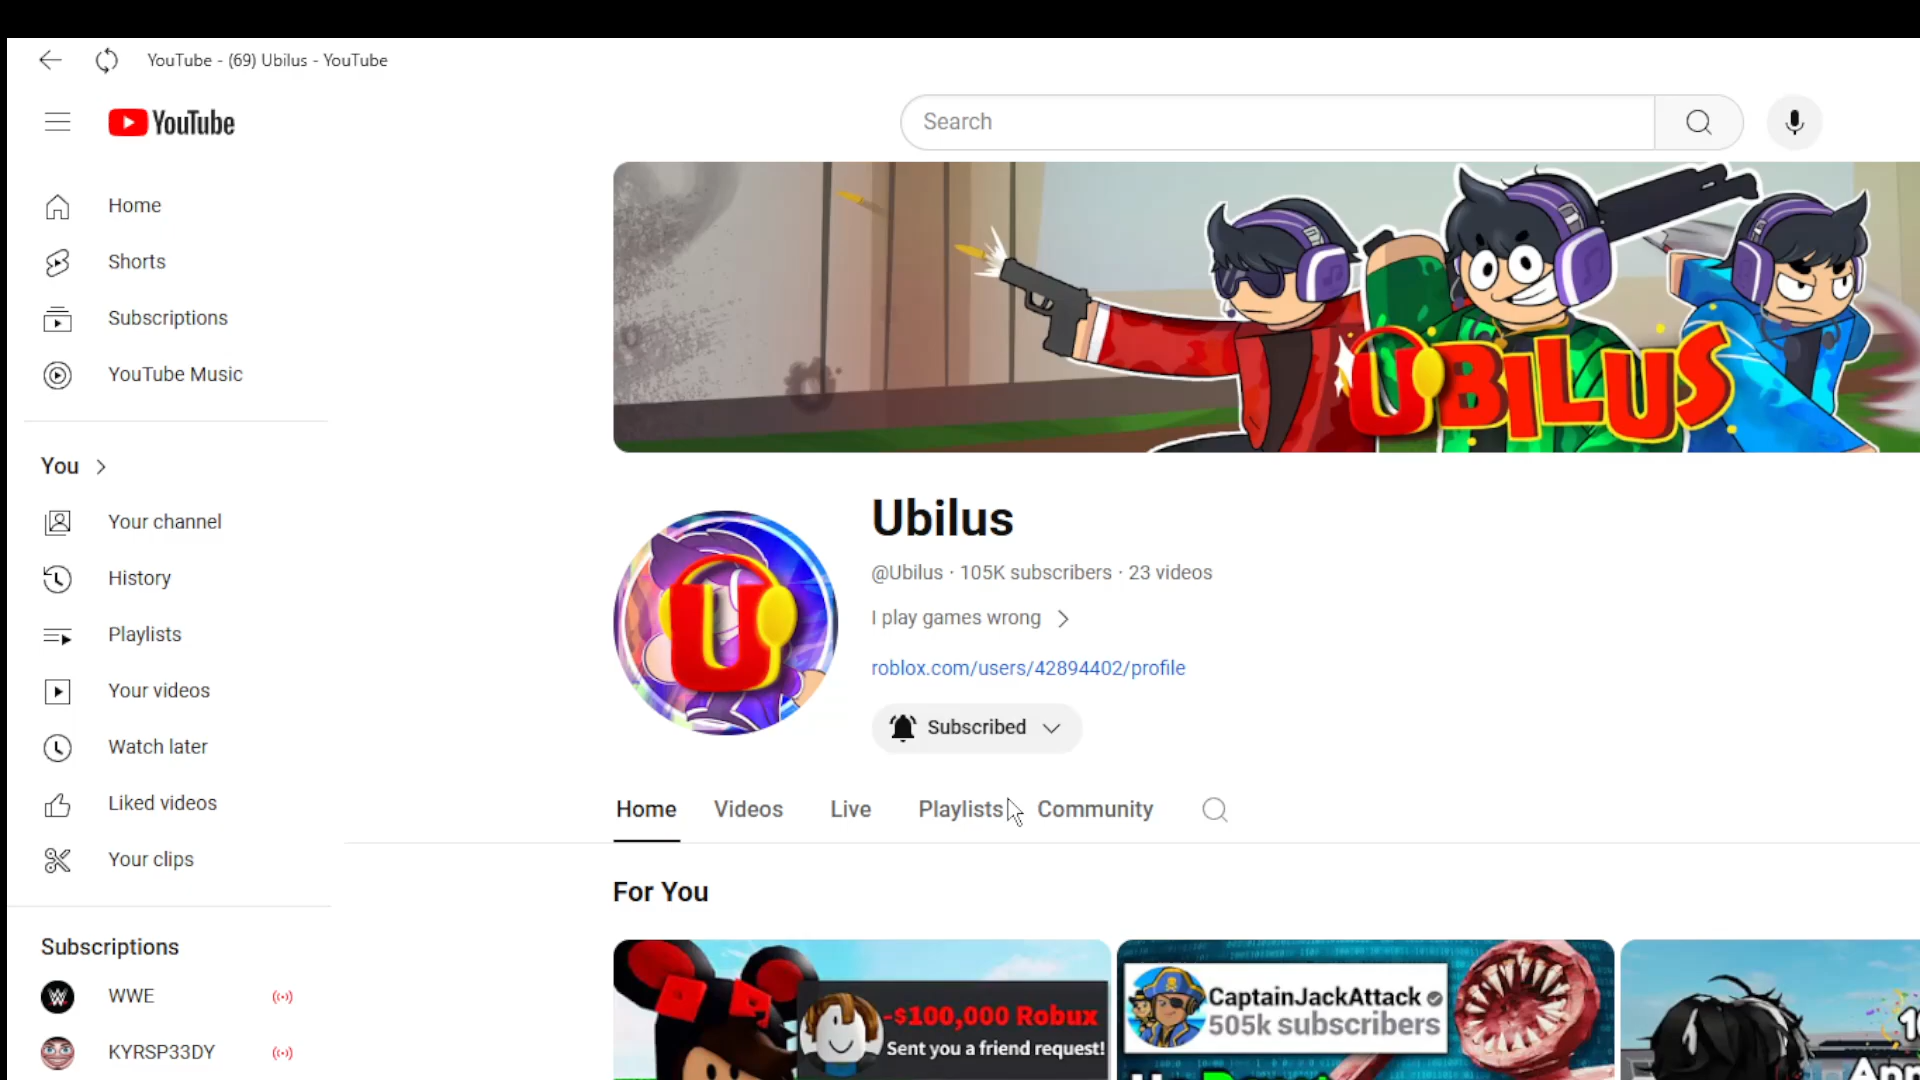 YouTube - (69) Ubilus - YouTube
YouTube
Search
Home
Shorts
Subscriptions
YouTube Music
You
Your channel
History
Playlists
Your videos
Watch later
Liked videos
Your clips
Subscriptions
WWE
KYRSP33DY
UBILUS
U
Ubilus
@Ubilus · 105K subscribers · 23 videos
I play games wrong
roblox.com/users/42894402/profile
Subscribed
Home
Videos
Live
Playlists
Community
For You
-$100,000 Robux
Sent you a friend request!
CaptainJackAttack
505k subscribers